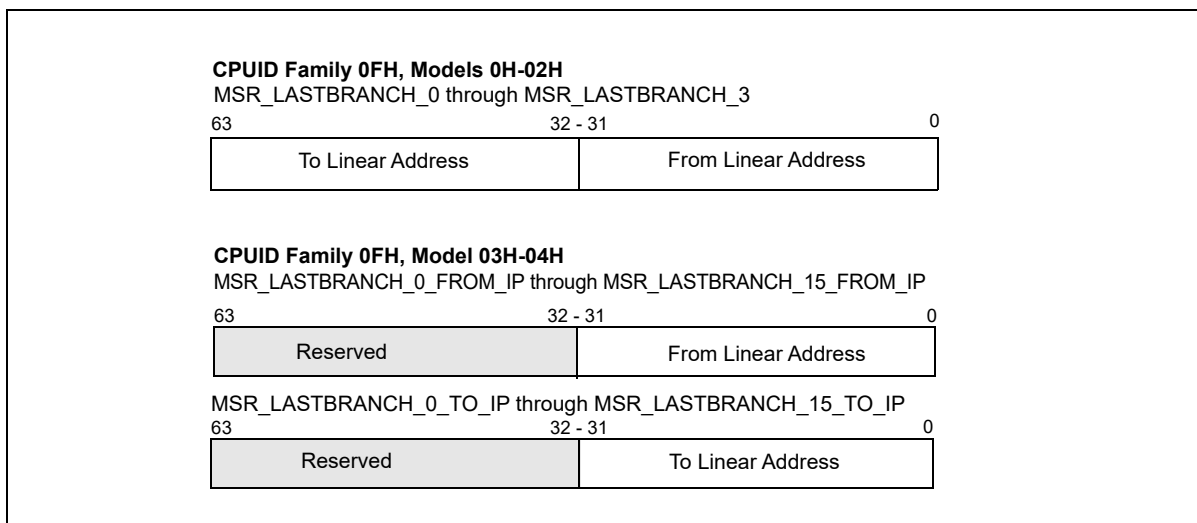 CPUID Family 0FH, Models 0H-02H
MSR_LASTBRANCH_0 through MSR_LASTBRANCH_3
63 32 - 31 0
To Linear Address From Linear Address
CPUID Family 0FH, Model 03H-04H
MSR_LASTBRANCH_0_FROM_IP through MSR_LASTBRANCH_15_FROM_IP
63 32 - 31 0
Reserved From Linear Address
MSR_LASTBRANCH_0_TO_IP through MSR_LASTBRANCH_15_TO_IP
63 32 - 31 0
Reserved To Linear Address